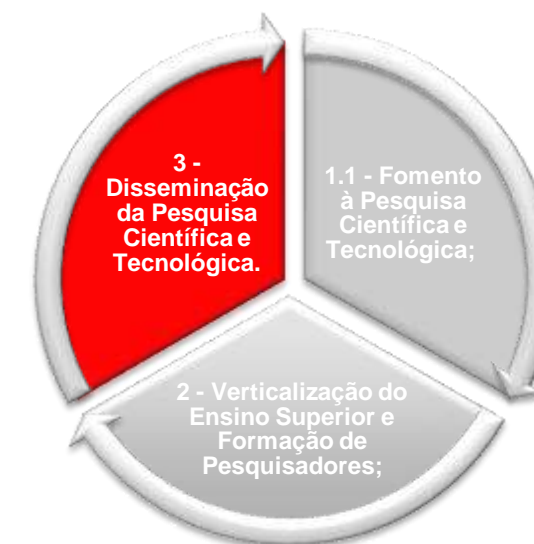 3 -
Disseminação
da Pesquisa
Científica e
Tecnológica.
1.1 - Fomento
à Pesquisa
Científica e
Tecnológica;
2 - Verticalização do
Ensino Superior e
Formação de
Pesquisadores;